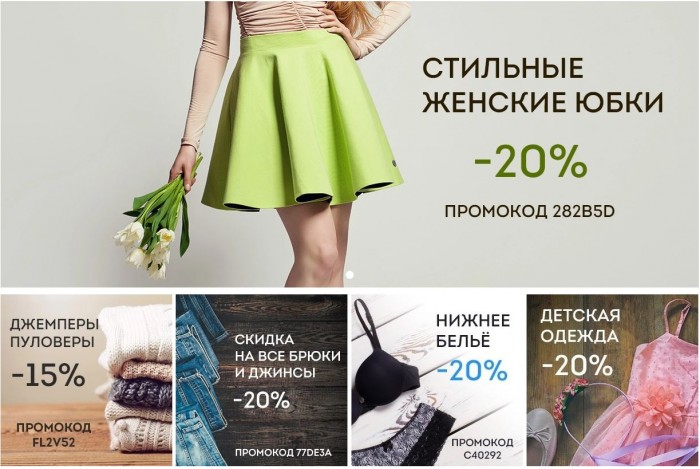 СТИЛЬНЫЕ
ЖЕНСКИЕ ЮБКИ
-20%
ПРОМОКОД 282B5D
ДЖЕМПЕРЫ
ПУЛОВЕРЫ
-15%
ПРОМОКОД
FL2V52
СКИДКА
НА ВСЕ БРЮКИ
И ДЖИНСЫ
-20%
ПРОМОКОД 77DE3A
НИЖНЕЕ
БЕЛЬЁ
-20%
ПРОМОКОД
C40292
ДЕТСКАЯ
ОДЕЖДА
-20%